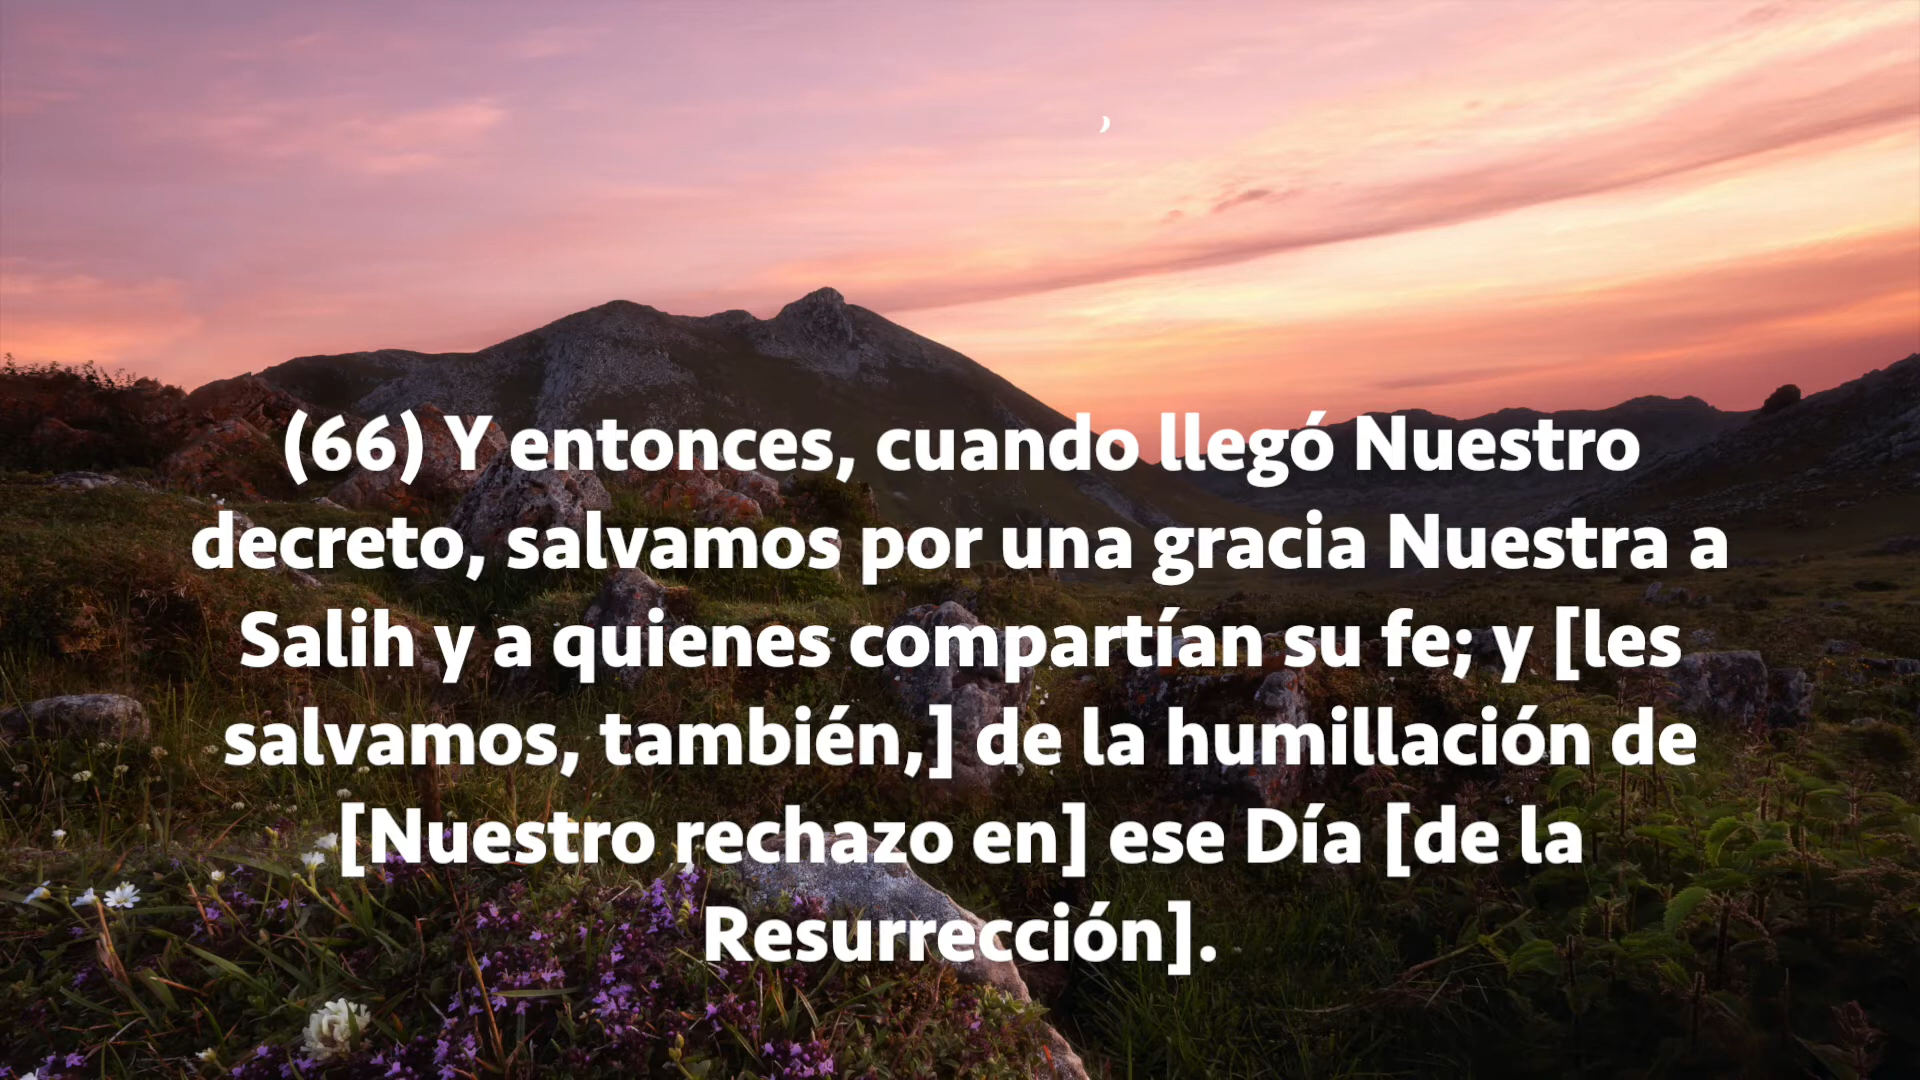 (66) Y entonces, cuando llegó Nuestro
decreto, salvamos por una gracia Nuestra a
Salih y a quienes compartían su fe; y [les
salvamos, también,] de la humillación de
[Nuestro rechazo en] ese Día [de la
Resurrección].